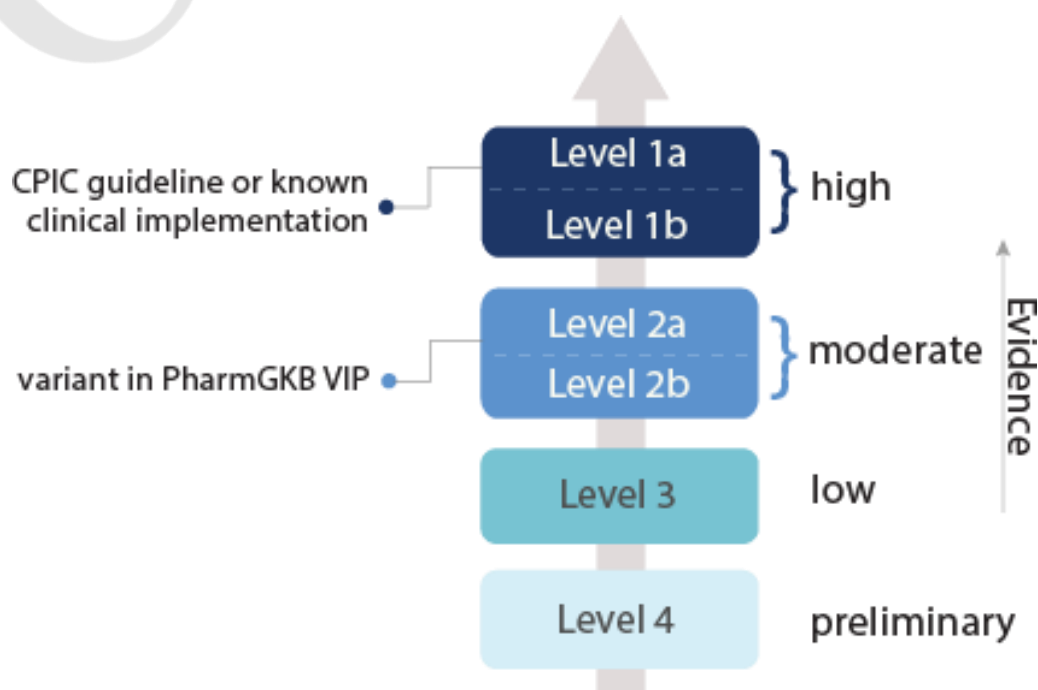 CPIC guideline or known
clinical implementation
Level 1a
Level 1b
high
variant in PharmGKB VIP
Level 2a
Level 2b
moderate
Level 3
low
Level 4
preliminary
Evidence